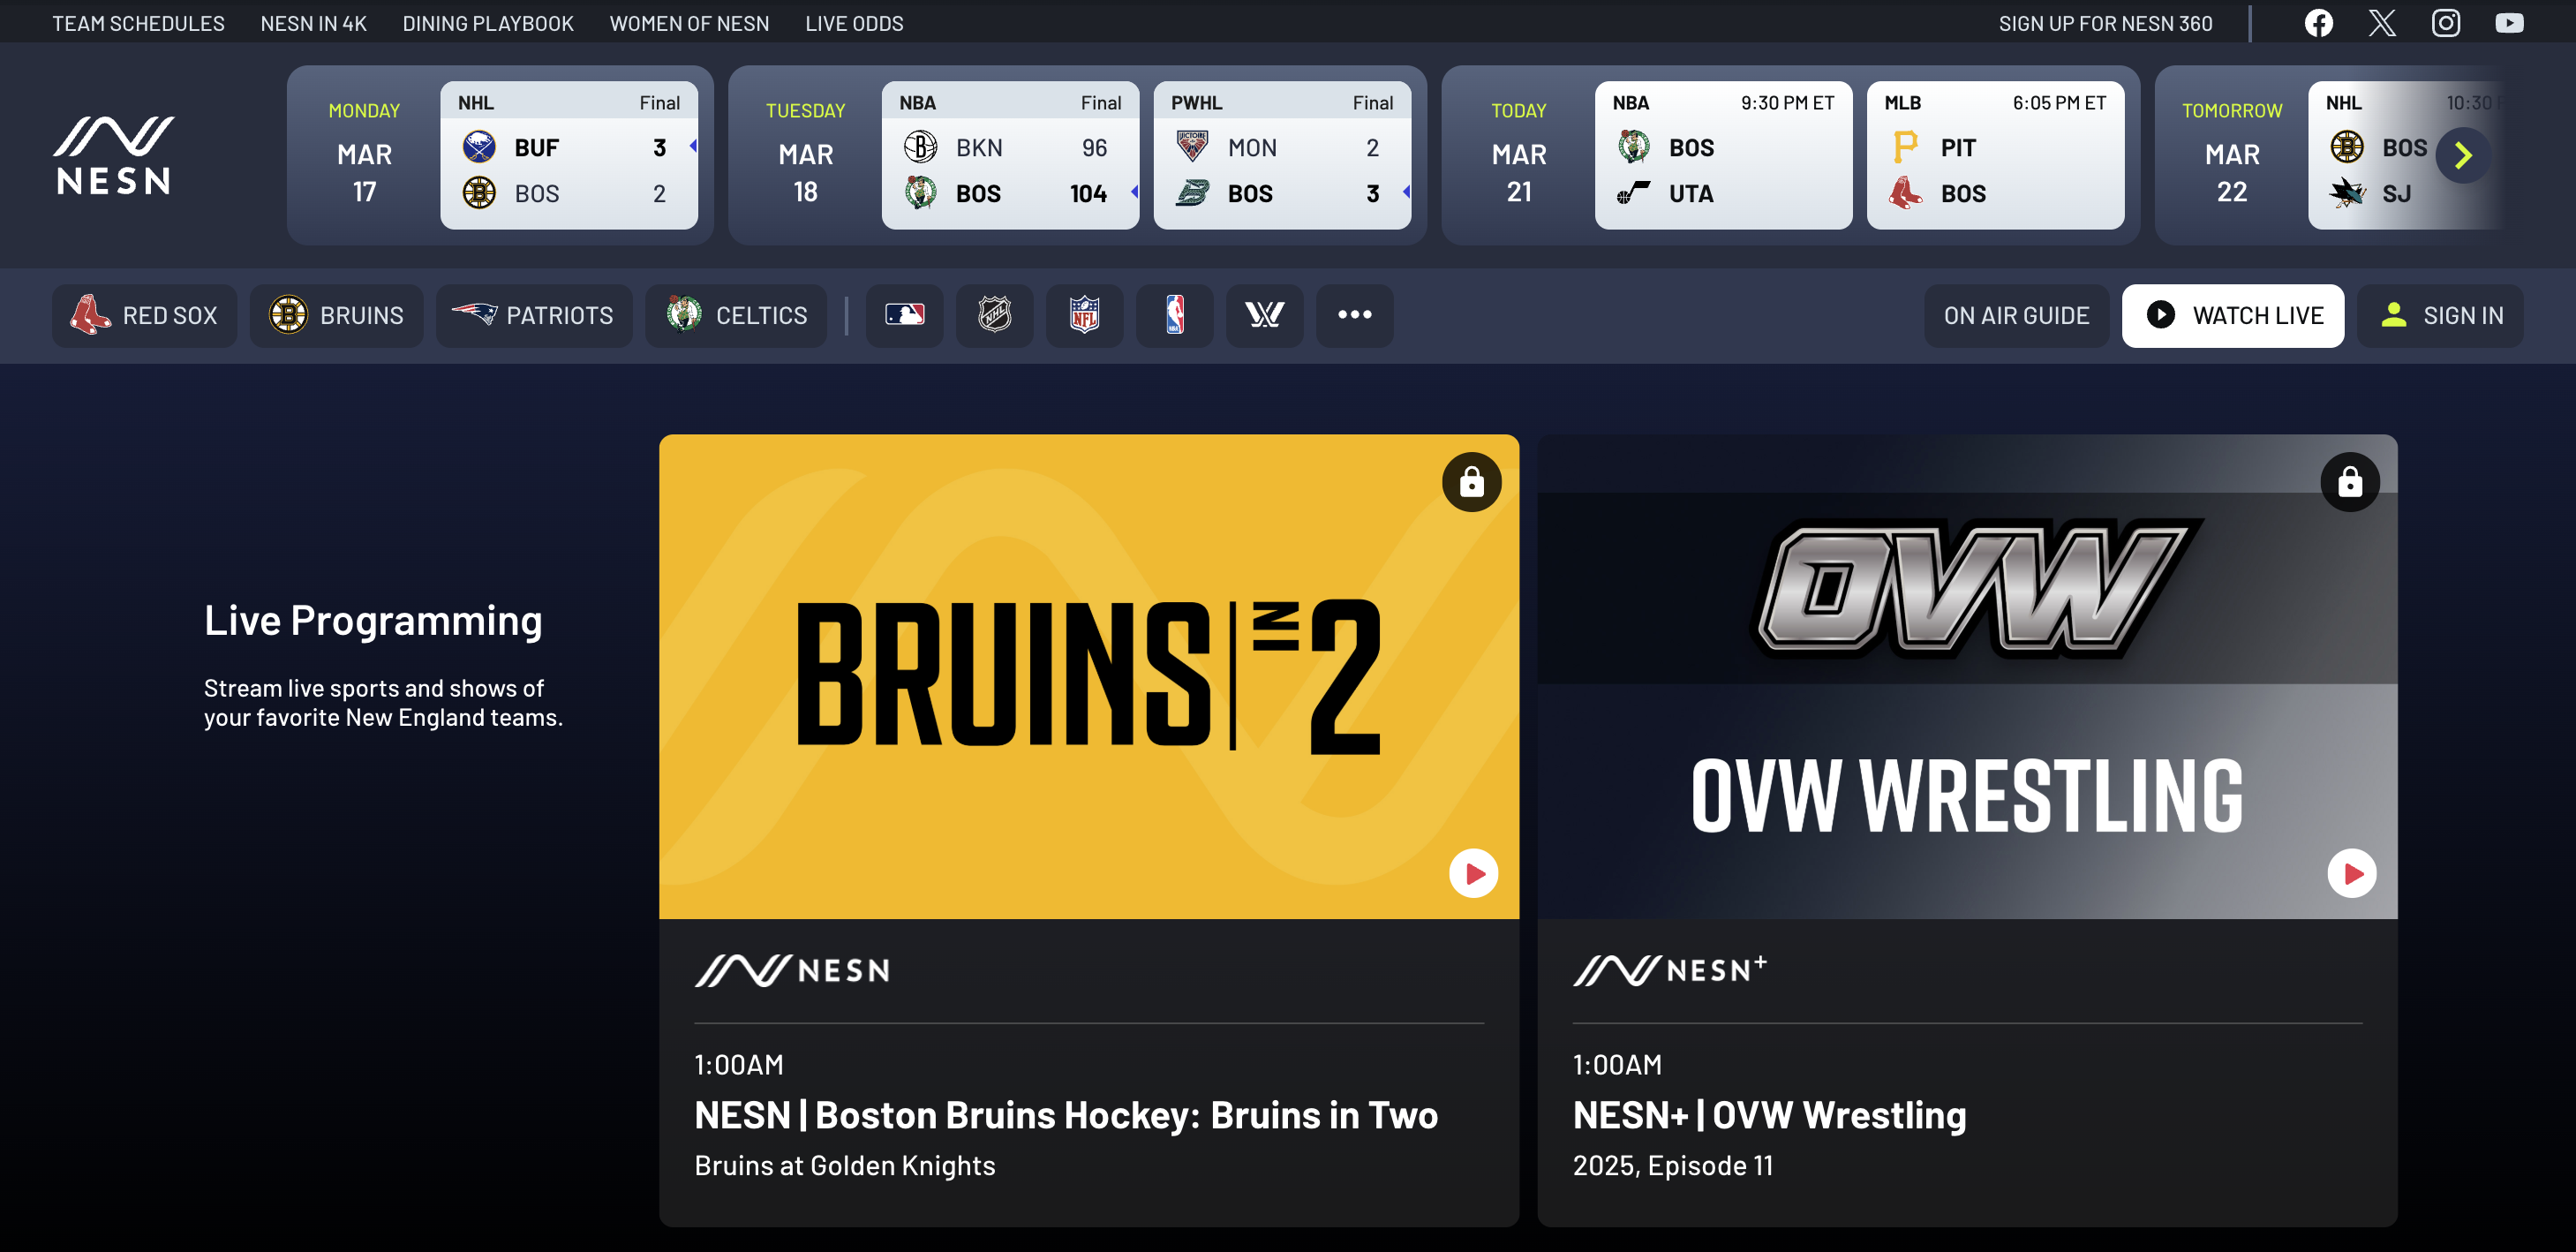 TEAM SCHEDULES NESN IN 4K DINING PLAYBOOK WOMEN OF NESN LIVE ODDS SIGN UP FOR NESN 360
NESN
MONDAY
MAR
17
NHL Final
BUF 3
BOS 2
TUESDAY
MAR
18
NBA Final
BKN 96
BOS 104
PWHL Final
MON 2
BOS 3
TODAY
MAR
21
NBA 9:30 PM ET
BOS
UTA
MLB 6:05 PM ET
PIT
BOS
TOMORROW
MAR
22
NHL 10:30
BOS
SJ
RED SOX BRUINS PATRIOTS CELTICS NHL NFL ON AIR GUIDE WATCH LIVE SIGN IN
Live Programming
Stream live sports and shows of
your favorite New England teams.
BRUINS IN 2
NESN
1:00AM
NESN | Boston Bruins Hockey: Bruins in Two
Bruins at Golden Knights
OVW
OVW WRESTLING
NESN+
1:00AM
NESN+ | OVW Wrestling
2025, Episode 11